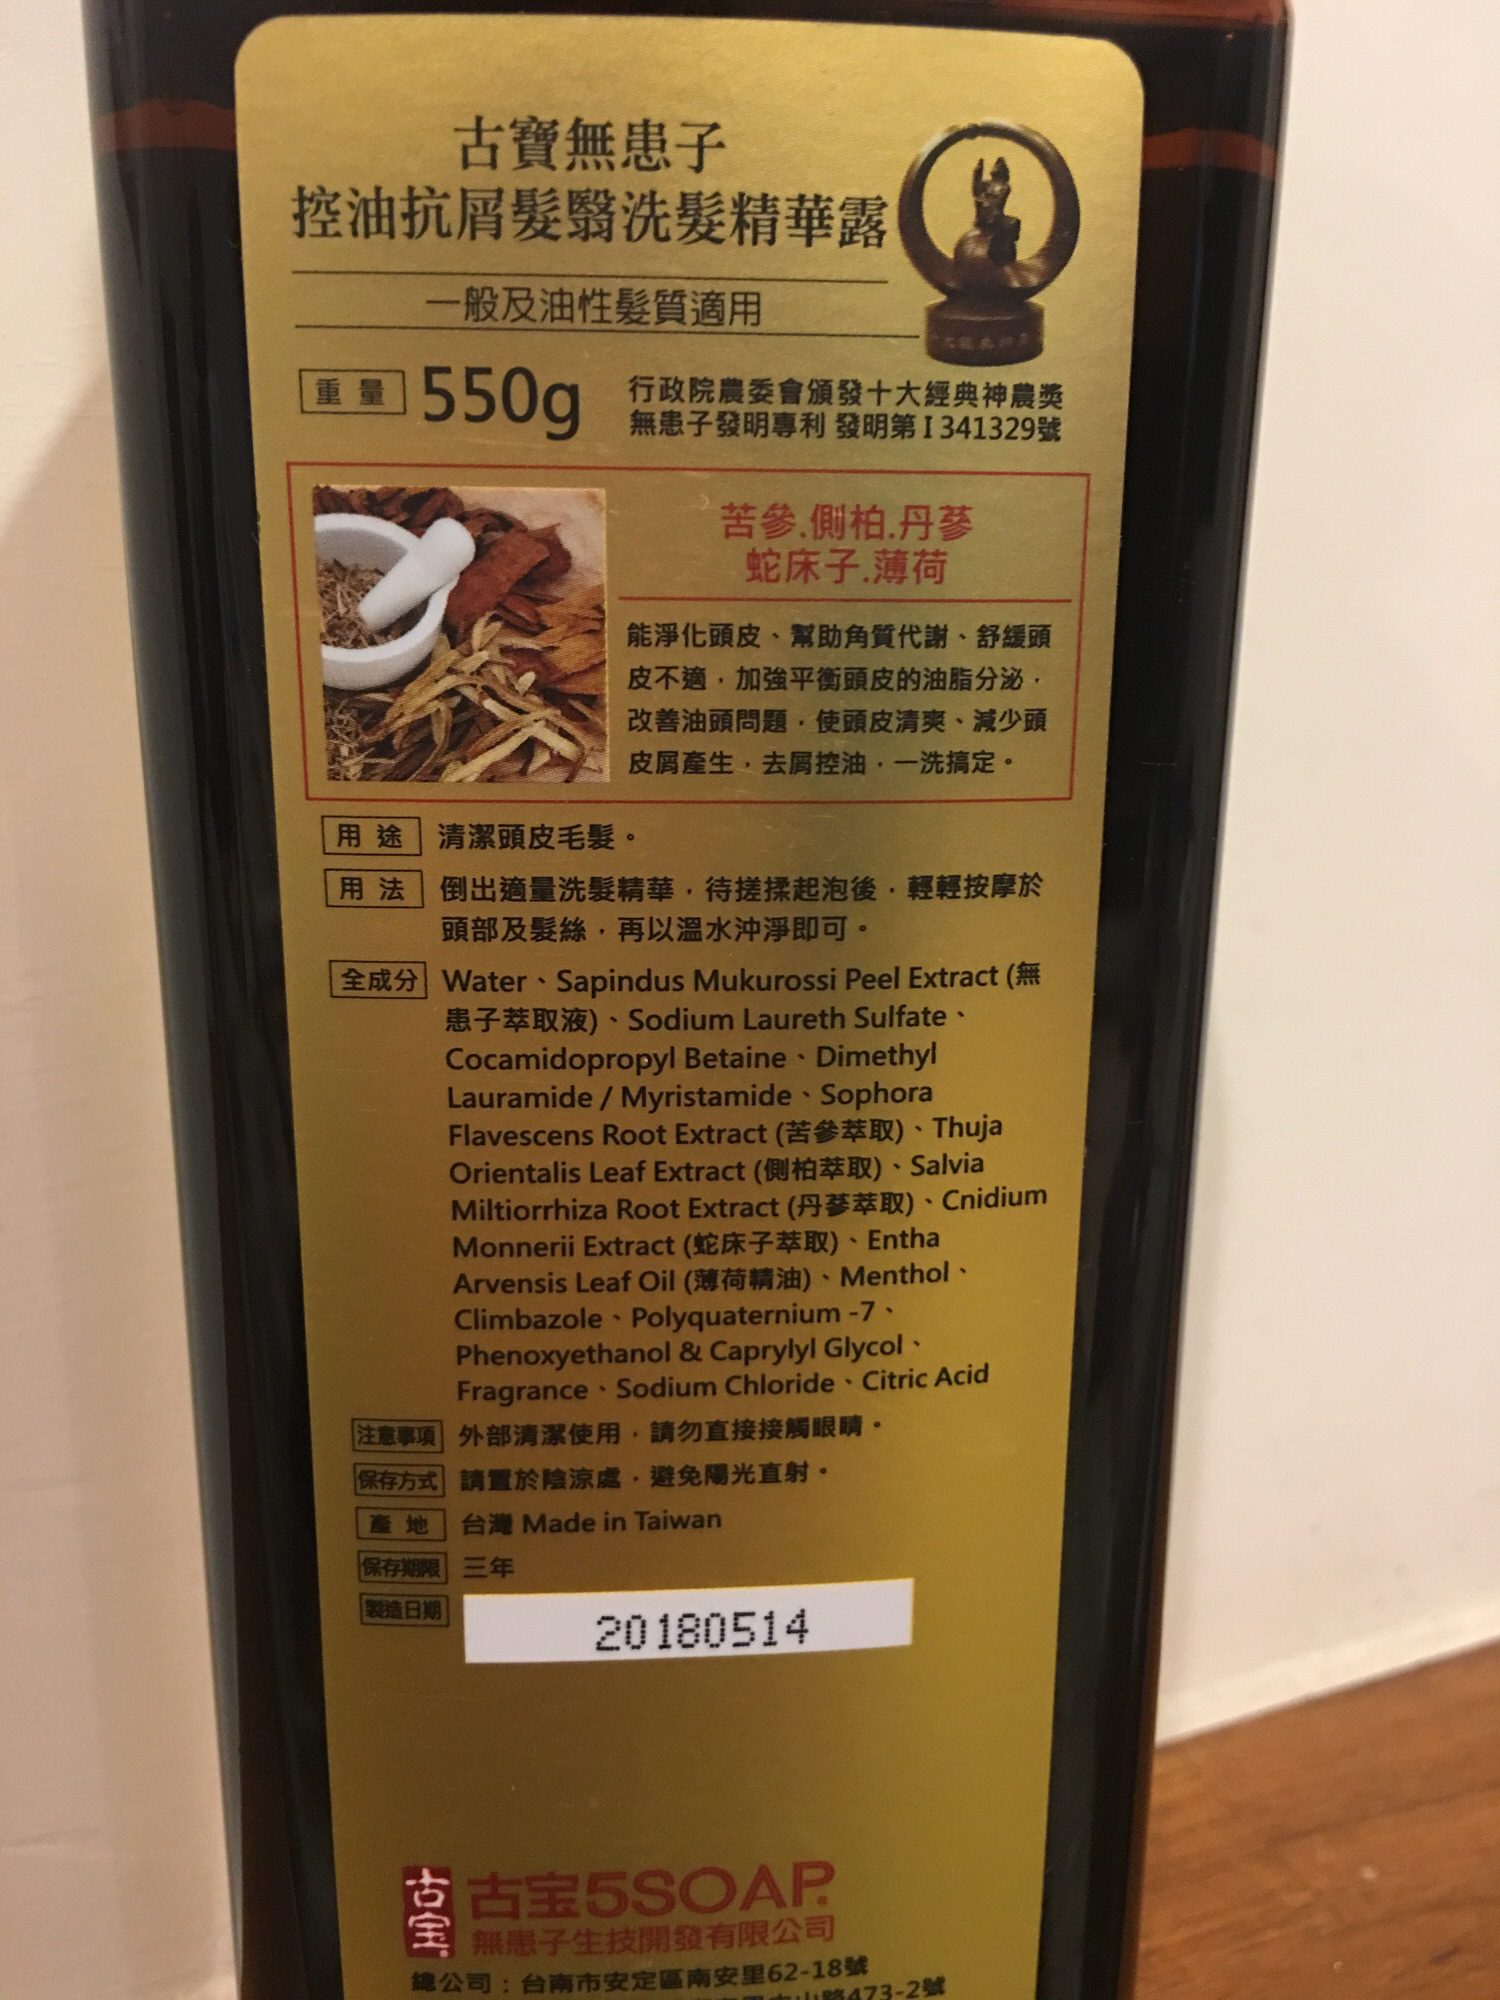 古寶無患子
控油抗屑髮翳洗髮精華露
一般及油性髮質適用
重量 550g
行政院農委會頒發十大經典神農獎
無患子發明專利 發明第I341329號
苦參.側柏.丹蔘
蛇床子.薄荷
能淨化頭皮、幫助角質代謝、舒緩頭
皮不適，加強平衡頭皮的油脂分泌，
改善油頭問題，使頭皮清爽、減少頭
皮屑產生，去屑控油，一洗搞定。
用途 清潔頭皮毛髮。
用法 倒出適量洗髮精華，待搓揉起泡後，輕輕按摩於
頭部及髮絲，再以溫水沖淨即可。
全成分 Water、Sapindus Mukurossi Peel Extract (無
患子萃取液)、Sodium Laureth Sulfate、
Cocamidopropyl Betaine、Dimethyl
Lauramide / Myristamide、Sophora
Flavescens Root Extract (苦參萃取)、Thuja
Orientalis Leaf Extract (側柏萃取)、Salvia
Miltiorrhiza Root Extract (丹蔘萃取)、Cnidium
Monnerii Extract (蛇床子萃取)、Entha
Arvensis Leaf Oil (薄荷精油)、Menthol、
Climbazole、Polyquaternium -7、
Phenoxyethanol & Caprylyl Glycol、
Fragrance、Sodium Chloride、Citric Acid
注意事項 外部清潔使用，請勿直接接觸眼睛。
保存方式 請置於陰涼處，避免陽光直射。
產地 台灣 Made in Taiwan
保存期限 三年
製造日期 20180514
古宝 古宝5SOAP.
無患子生技開發有限公司
總公司：台南市安定區南安里62-18號
中山路473-2號